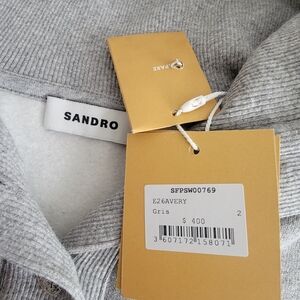 SANDRO
SFPSW00769
E26AVERY
Gris 2
$ 400
3 607172 158071